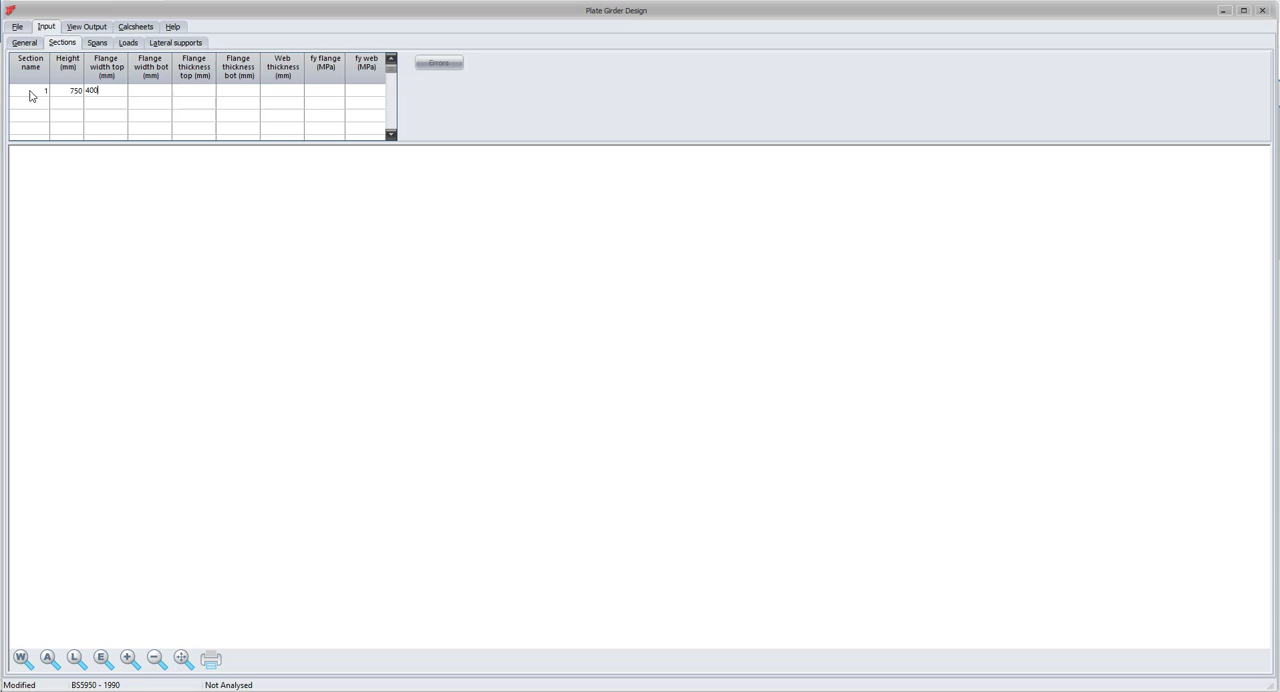 Plate Girder Design
File Input View Output Calcsheets Help
General Sections Spans Loads Lateral supports
Section name Height (mm) Flange width top (mm) Flange width bot (mm) Flange thickness top (mm) Flange thickness bot (mm) Web thickness (mm) fy flange (MPa) fy web (MPa)
Errors
1 750 400
W A L E
Modified BS5950 - 1990 Not Analysed